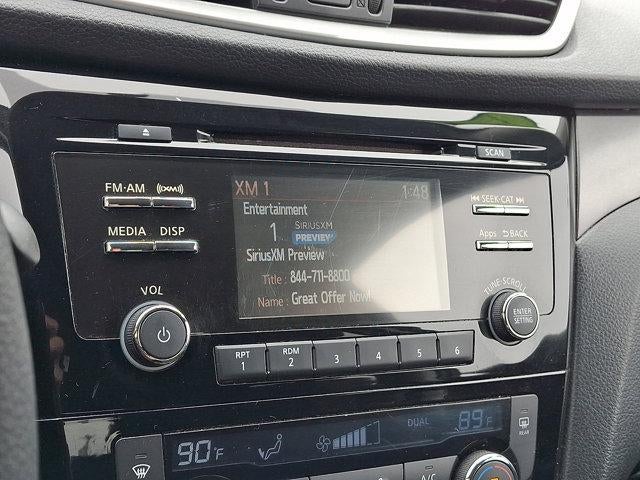 SCAN
FM·AM ((XM))
XM 1 1:48
SEEK·CAT
Entertainment
1 SIRIUSXM
PREVIEW
MEDIA DISP
Apps BACK
SiriusXM Preview
Title : 844-711-8800
Name : Great Offer Now!
VOL
TUNE·SCROLL
ENTER
SETTING
RPT
1
RDM
2
3
4
5
6
90°F
DUAL
89°F
REAR
A/C